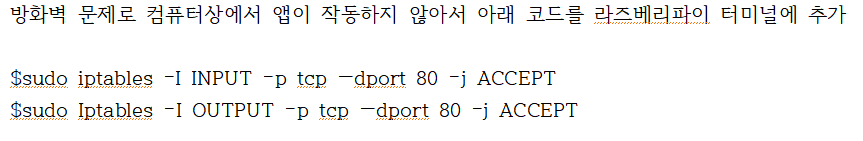 방화벽 문제로 컴퓨터상에서 앱이 작동하지 않아서 아래 코드를 라즈베리파이 터미널에 추가
$sudo iptables -I INPUT -p tcp —dport 80 -j ACCEPT
$sudo Iptables -I OUTPUT -p tcp —dport 80 -j ACCEPT